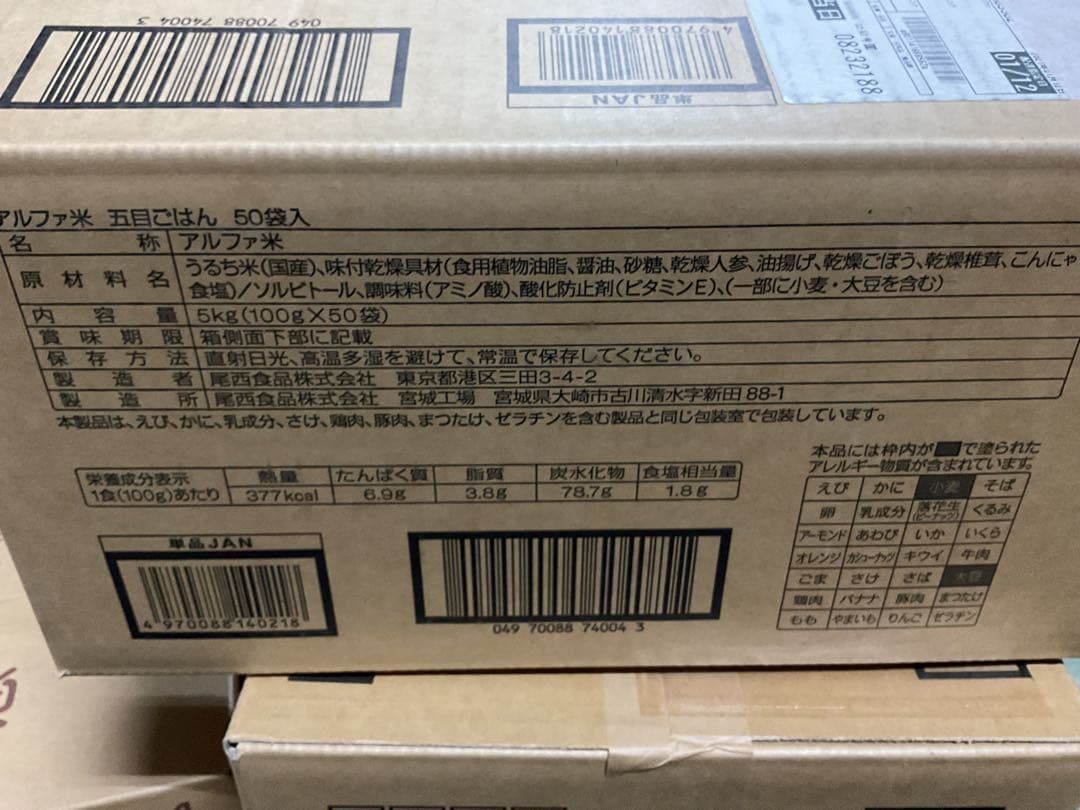 049 70088 74004 3
4970088140218
単品JAN
08232188
01/12
アルファ米 五目ごはん 50袋入
名称 アルファ米
原材料名 うるち米(国産)、味付乾燥具材(食用植物油脂、醤油、砂糖、乾燥人参、油揚げ、乾燥ごぼう、乾燥椎茸、こんにゃ
食塩)/ソルビトール、調味料(アミノ酸)、酸化防止剤(ビタミンE)、(一部に小麦・大豆を含む)
内容量 5kg(100g×50袋)
賞味期限 箱側面下部に記載
保存方法 直射日光、高温多湿を避けて、常温で保存してください。
製造者 尾西食品株式会社 東京都港区三田3-4-2
製造所 尾西食品株式会社 宮城工場 宮城県大崎市古川清水字新田88-1
本製品は、えび、かに、乳成分、さけ、鶏肉、豚肉、まつたけ、ゼラチンを含む製品と同じ包装室で包装しています。
栄養成分表示 熱量 たんぱく質 脂質 炭水化物 食塩相当量
1食(100g)あたり 377kcal 6.9g 3.8g 78.7g 1.8g
単品JAN
4 970088 140218
049 70088 74004 3
本品には枠内が■で塗られた
アレルギー物質が含まれています。
えび かに 小麦 そば
卵 乳成分 落花生(ピーナッツ) くるみ
アーモンド あわび いか いくら
オレンジ カシューナッツ キウイ 牛肉
ごま さけ さば 大豆
鶏肉 バナナ 豚肉 まつたけ
もも やまいも りんご ゼラチン